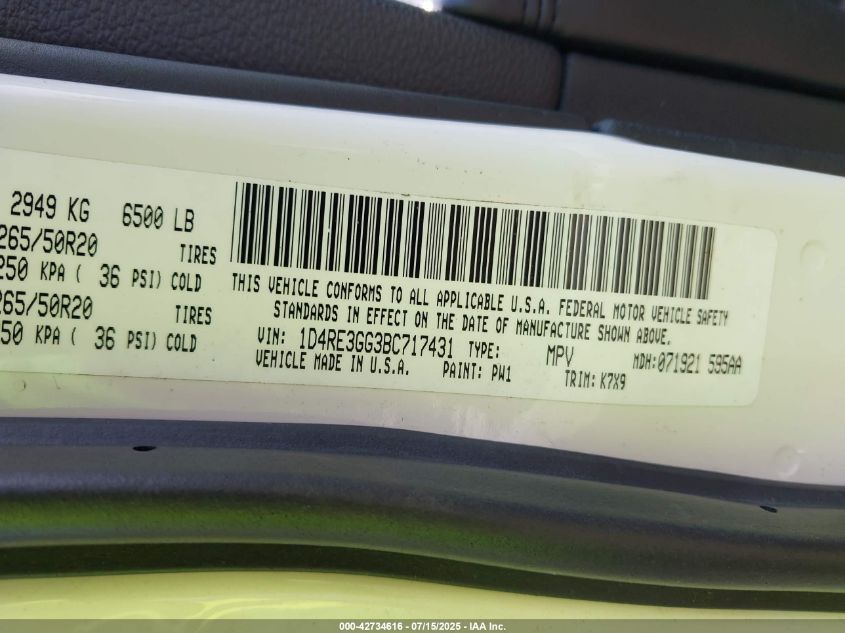 2949 KG 6500 LB
265/50R20 TIRES
250 KPA ( 36 PSI) COLD
265/50R20 TIRES
50 KPA ( 36 PSI) COLD
THIS VEHICLE CONFORMS TO ALL APPLICABLE U.S.A. FEDERAL MOTOR VEHICLE SAFETY
STANDARDS IN EFFECT ON THE DATE OF MANUFACTURE SHOWN ABOVE.
VIN: 1D4RE3GG3BC717431 TYPE: MPV MDH:071921 595AA
VEHICLE MADE IN U.S.A. PAINT: PW1 TRIM: K7X9
000-42734616 - 07/15/2025 - IAA Inc.